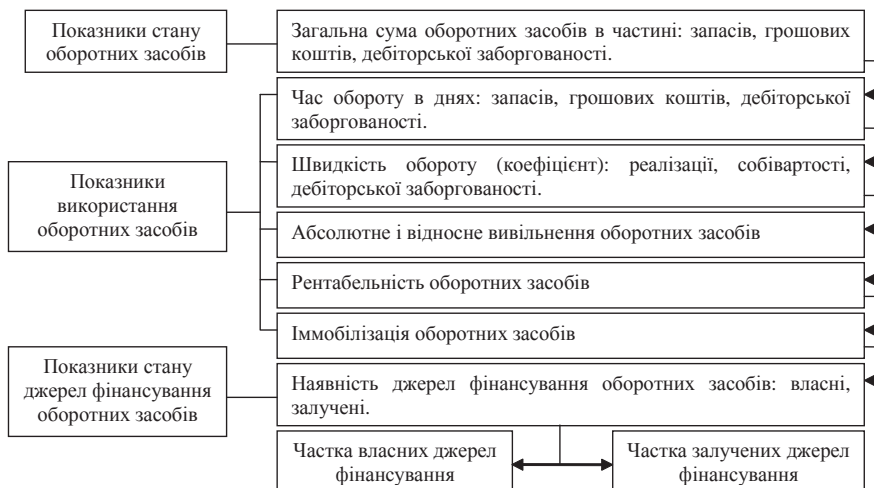 Показники стану
оборотних засобів
Загальна сума оборотних засобів в частині: запасів, грошових
коштів, дебіторської заборгованості.
Час обороту в днях: запасів, грошових коштів, дебіторської
заборгованості.
Показники
використання
оборотних засобів
Швидкість обороту (коефіцієнт): реалізації, собівартості,
дебіторської заборгованості.
Абсолютне і відносне вивільнення оборотних засобів
Рентабельність оборотних засобів
Іммобілізація оборотних засобів
Показники стану
джерел фінансування
оборотних засобів
Наявність джерел фінансування оборотних засобів: власні,
залучені.
Частка власних джерел
фінансування
Частка залучених джерел
фінансування